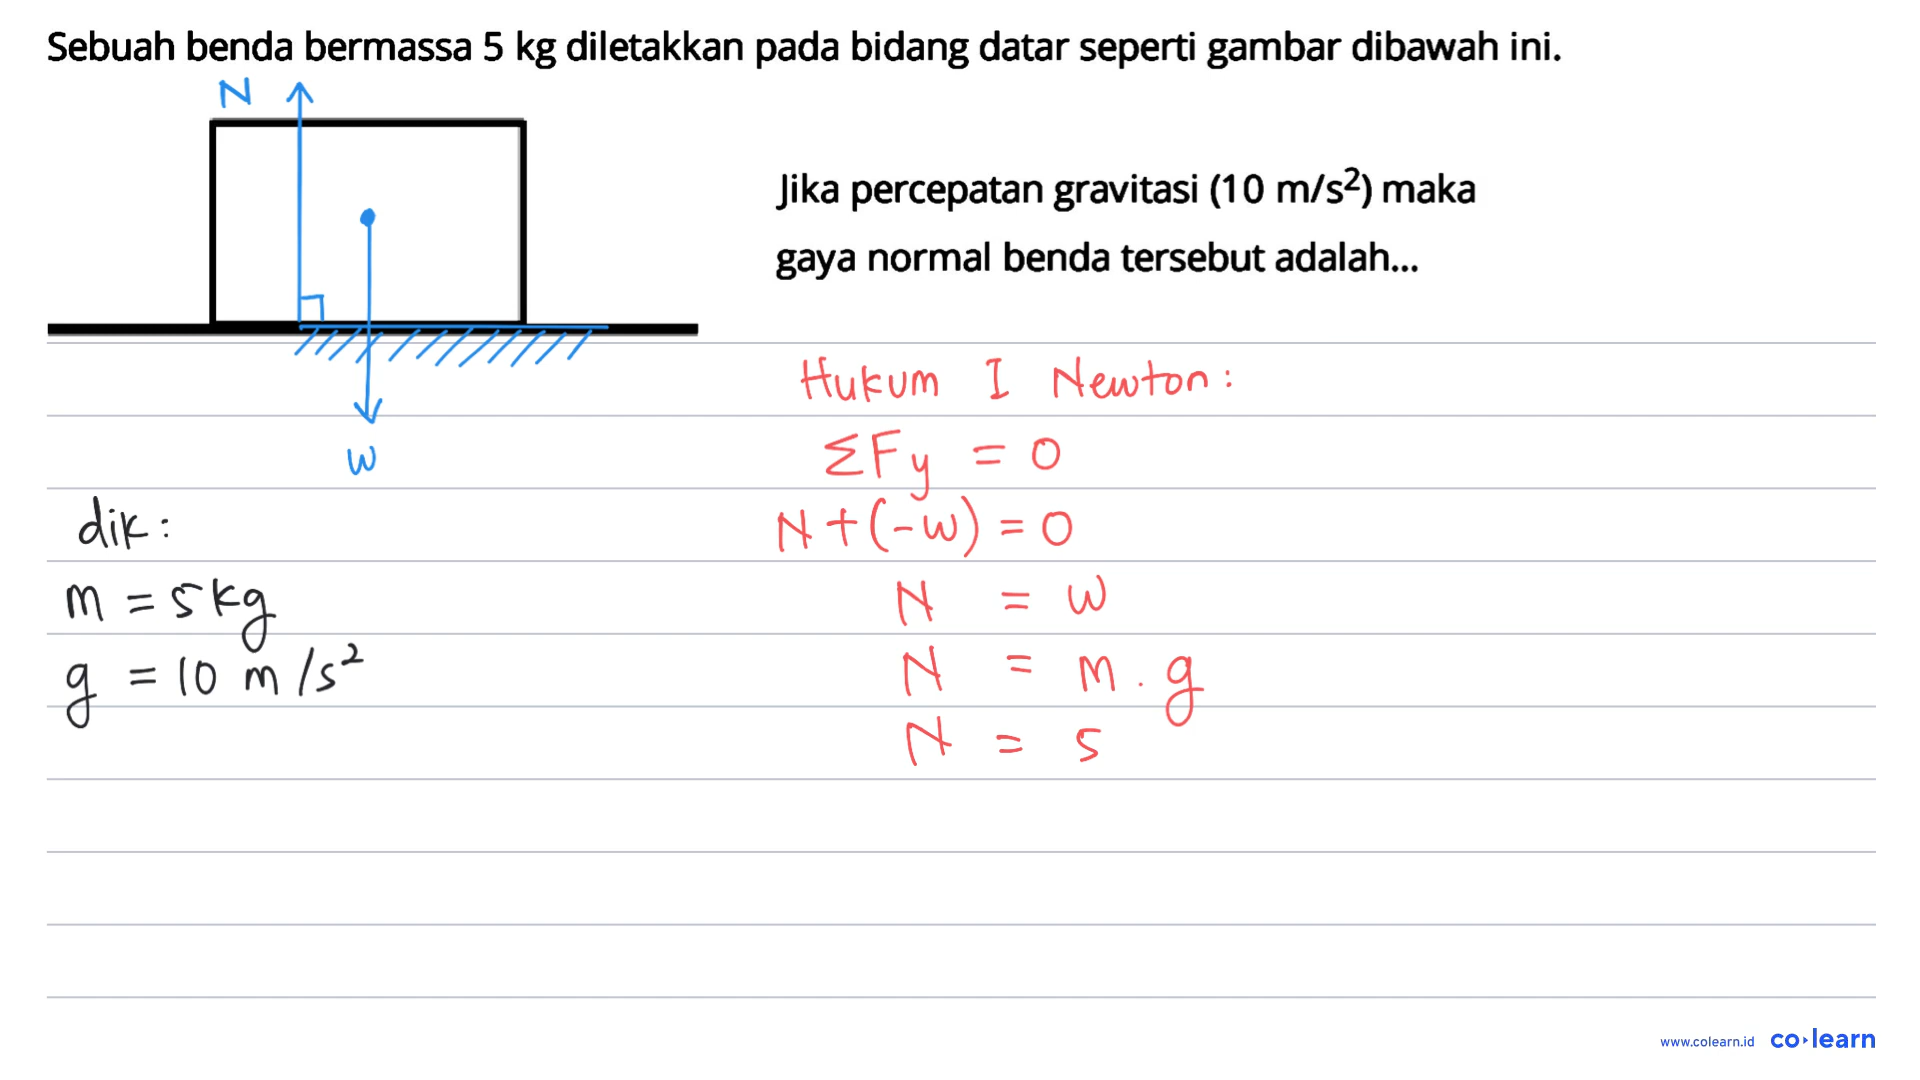 Sebuah benda bermassa 5 kg diletakkan pada bidang datar seperti gambar dibawah ini.
N
Jika percepatan gravitasi (10 m/s²) maka
gaya normal benda tersebut adalah...
w
dik:
m = 5 kg
g = 10 m/s²
Hukum I Newton:
ΣFy = 0
N + (-w) = 0
N = w
N = m . g
N = 5
www.colearn.id co learn